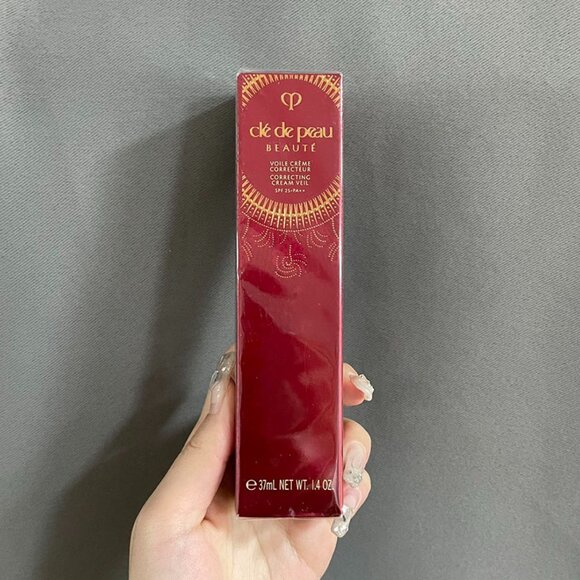 clé de peau
BEAUTÉ
VOILE CRÈME
CORRECTEUR
CORRECTING
CREAM VEIL
SPF 25•PA++
℮37mL NET WT. 1.4 OZ.